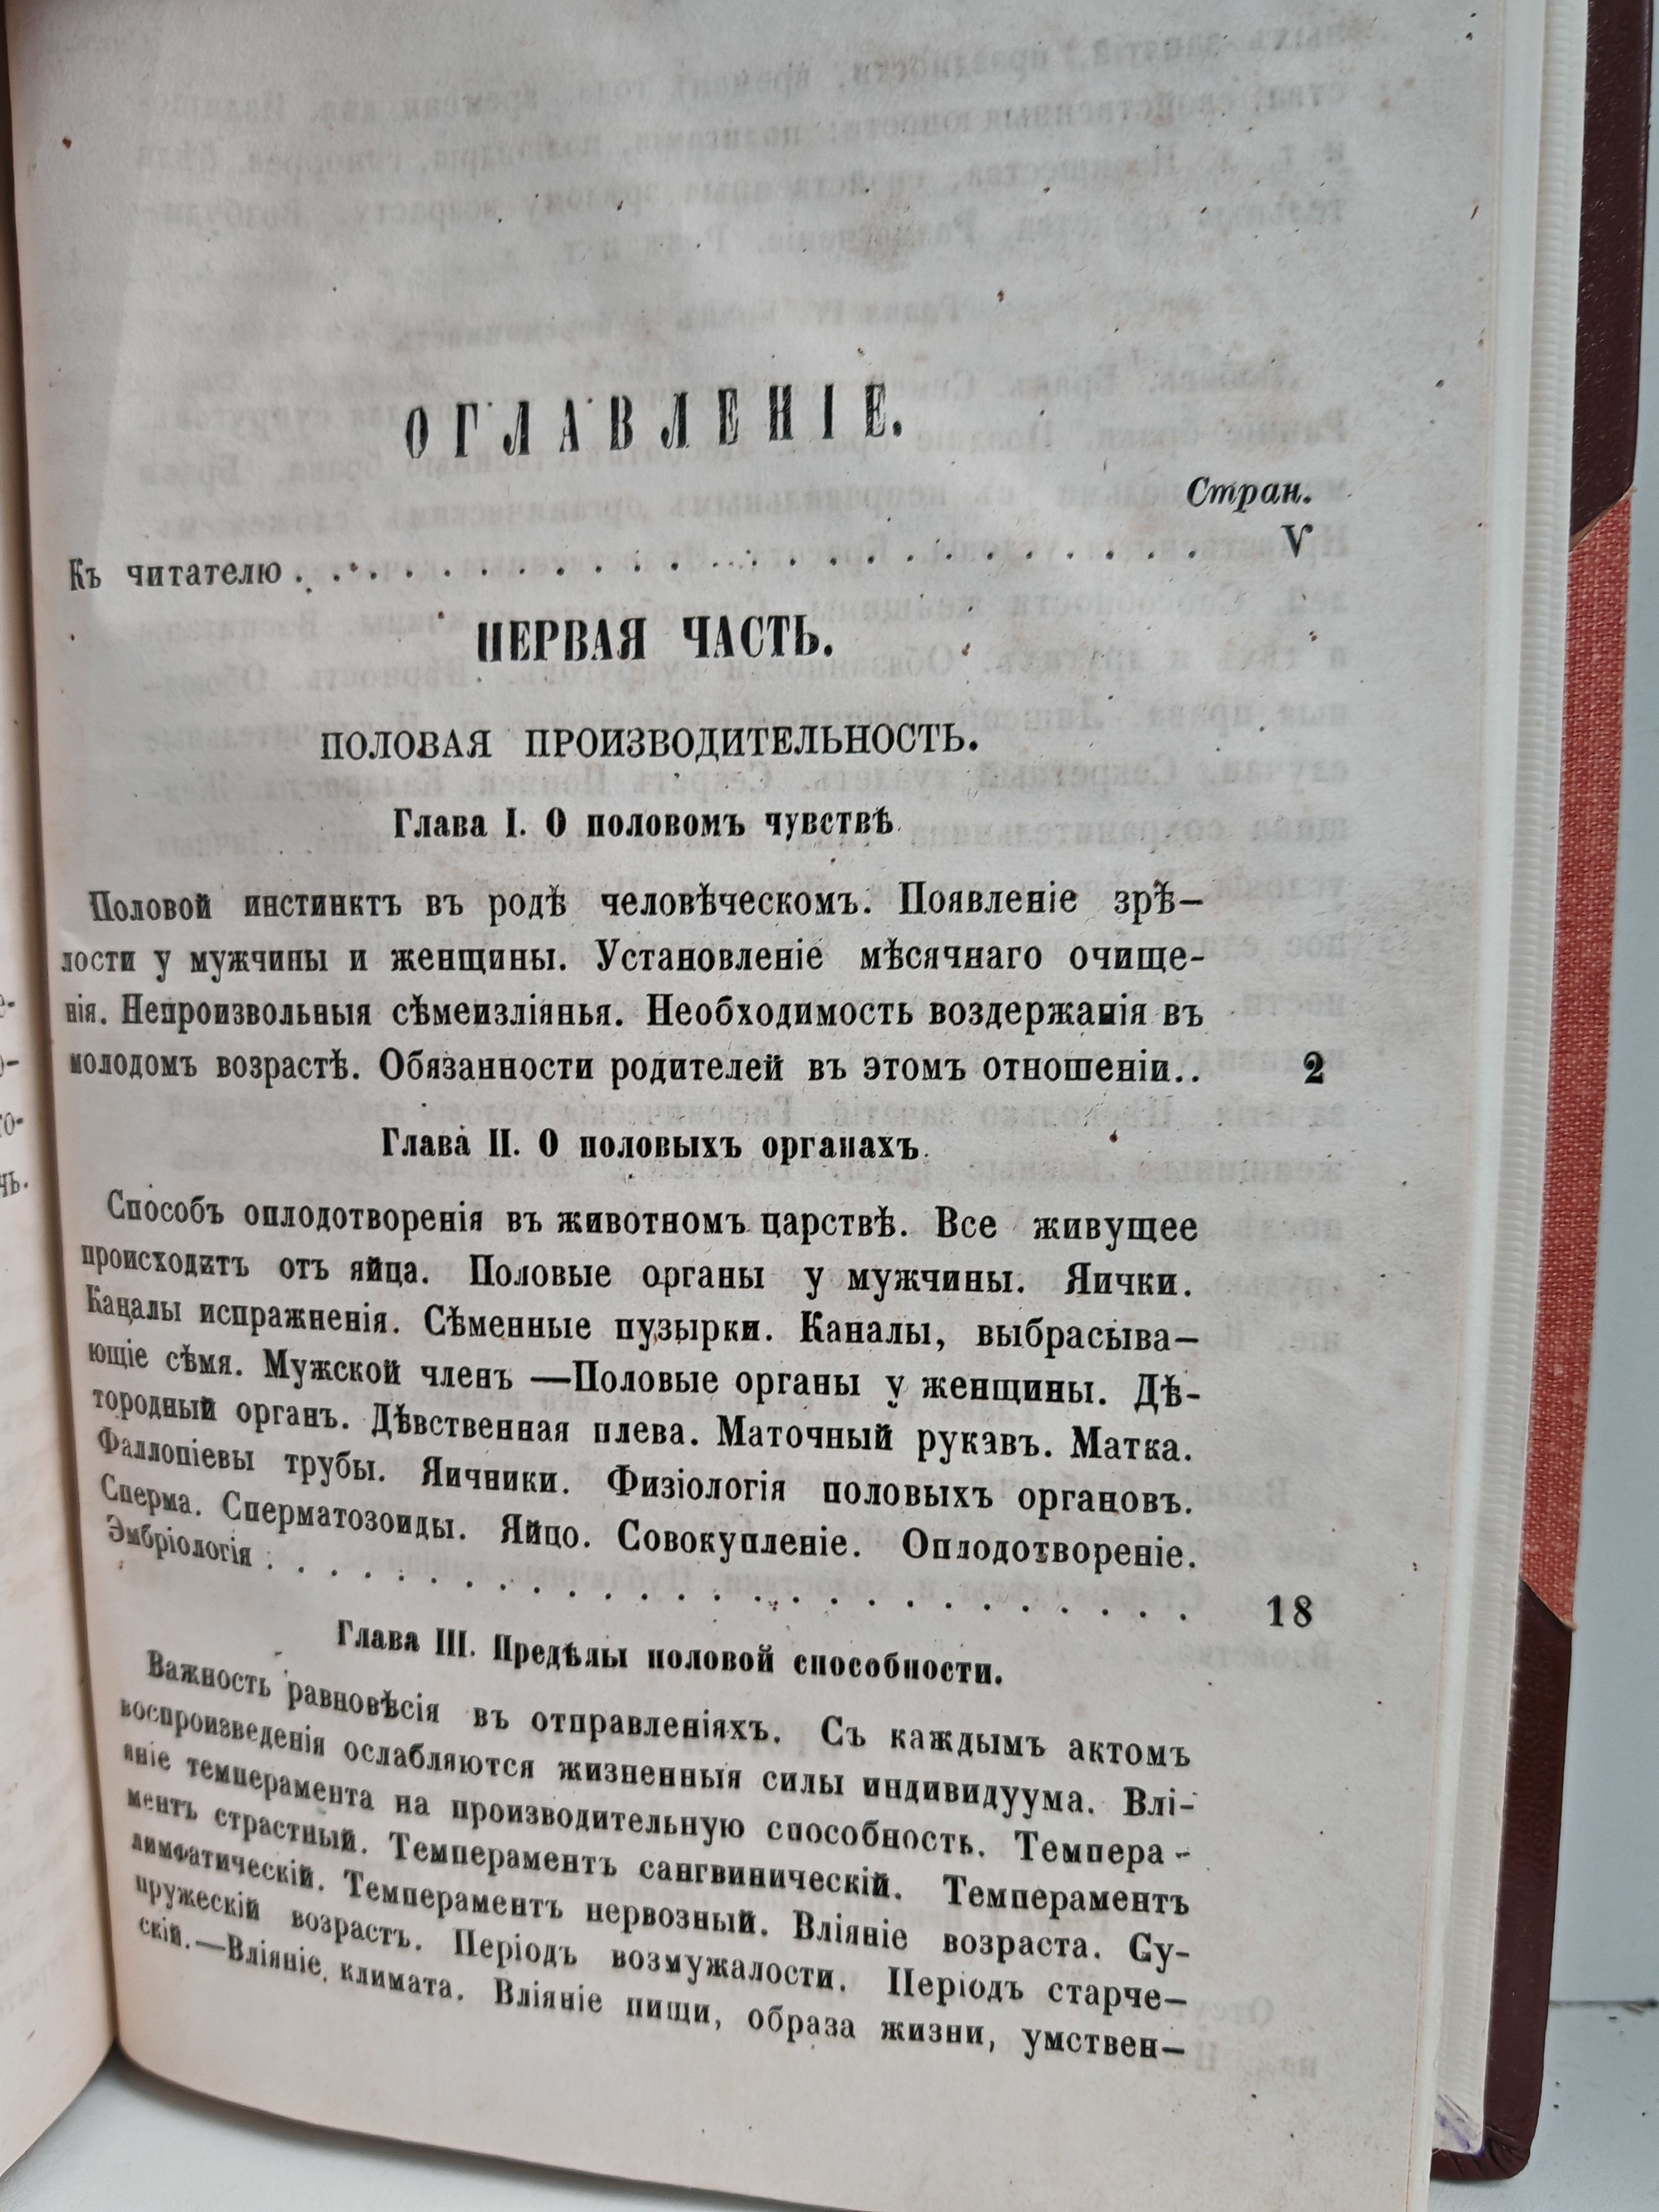 ОГЛАВЛЕНІЕ.
Стран.
Къ читателю . . . . . . . . . . . . . . . . . . . . . . . . V
ПЕРВАЯ ЧАСТЬ.
ПОЛОВАЯ ПРОИЗВОДИТЕЛЬНОСТЬ.
Глава I. О половомъ чувствѣ.
Половой инстинктъ въ родѣ человѣческомъ. Появленіе зрѣ-
лости у мужчины и женщины. Установленіе мѣсячнаго очище-
нія. Непроизвольныя сѣмеизліянья. Необходимость воздержанія въ
молодомъ возрастѣ. Обязанности родителей въ этомъ отношеніи.. 2
Глава II. О половыхъ органахъ.
Способъ оплодотворенія въ животномъ царствѣ. Все живущее
происходитъ отъ яйца. Половые органы у мужчины. Яички.
Каналы испражненія. Сѣменные пузырки. Каналы, выбрасыва-
ющіе сѣмя. Мужской членъ —Половые органы у женщины. Дѣ-
тородный органъ. Дѣвственная плева. Маточный рукавъ. Матка.
Фаллопіевы трубы. Яичники. Физіологія половыхъ органовъ.
Сперма. Сперматозоиды. Яйцо. Совокупленіе. Оплодотвореніе.
Эмбріологія . . . . . . . . . . . . . . . . . . . . . . 18
Глава III. Предѣлы половой способности.
Важность равновѣсія въ отправленіяхъ. Съ каждымъ актомъ
воспроизведенія ослабляются жизненныя силы индивидуума. Влі-
яніе темперамента на производительную способность. Темпера-
ментъ страстный. Темпераментъ сангвиническій. Темпераментъ
лимфатическій. Темпераментъ нервозный. Вліяніе возраста. Су-
пружескій возрастъ. Періодъ возмужалости. Періодъ старче-
скій.—Вліяніе климата. Вліяніе пищи, образа жизни, умствен-